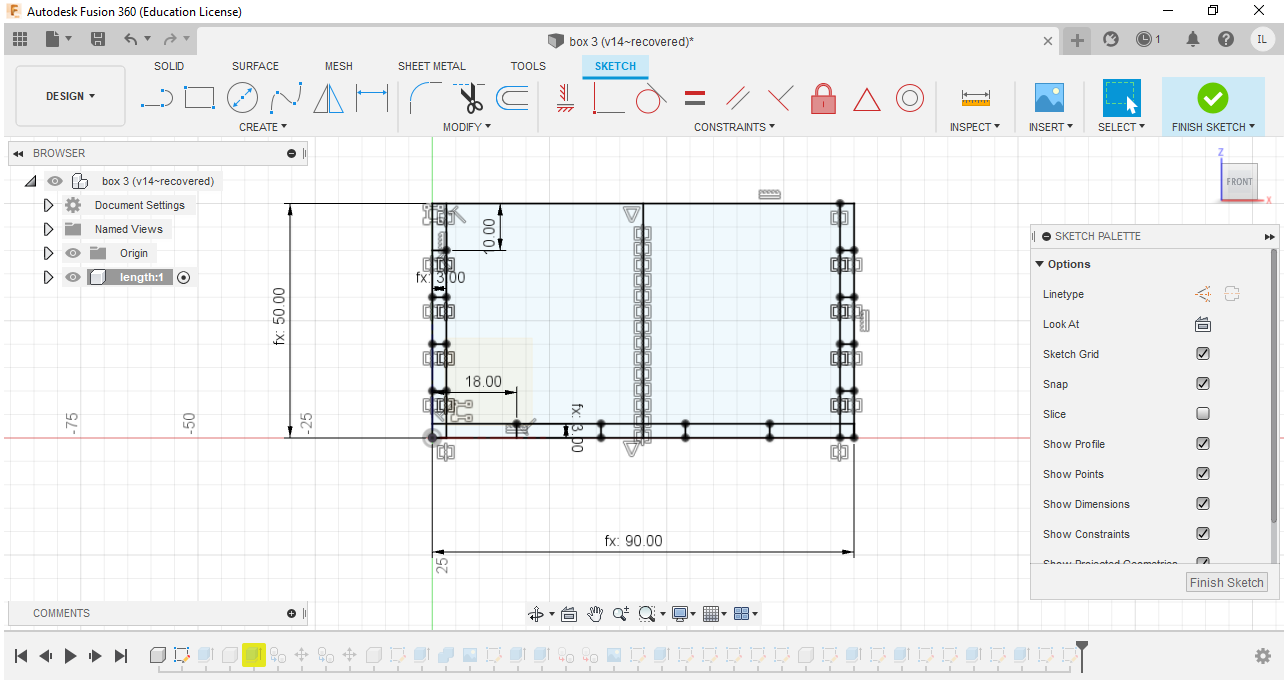 Autodesk Fusion 360 (Education License)
box 3 (v14~recovered)*
1
IL
DESIGN
SOLID
SURFACE
MESH
SHEET METAL
TOOLS
SKETCH
CREATE
MODIFY
CONSTRAINTS
INSPECT
INSERT
SELECT
FINISH SKETCH
BROWSER
box 3 (v14~recovered)
Document Settings
Named Views
Origin
length:1
Z
FRONT
X
10.00
fx: 3.00
fx: 50.00
18.00
fx: 3.00
-75
-50
-25
fx: 90.00
25
SKETCH PALETTE
Options
Linetype
Look At
Sketch Grid
Snap
Slice
Show Profile
Show Points
Show Dimensions
Show Constraints
Show Projected Geometries
Finish Sketch
COMMENTS